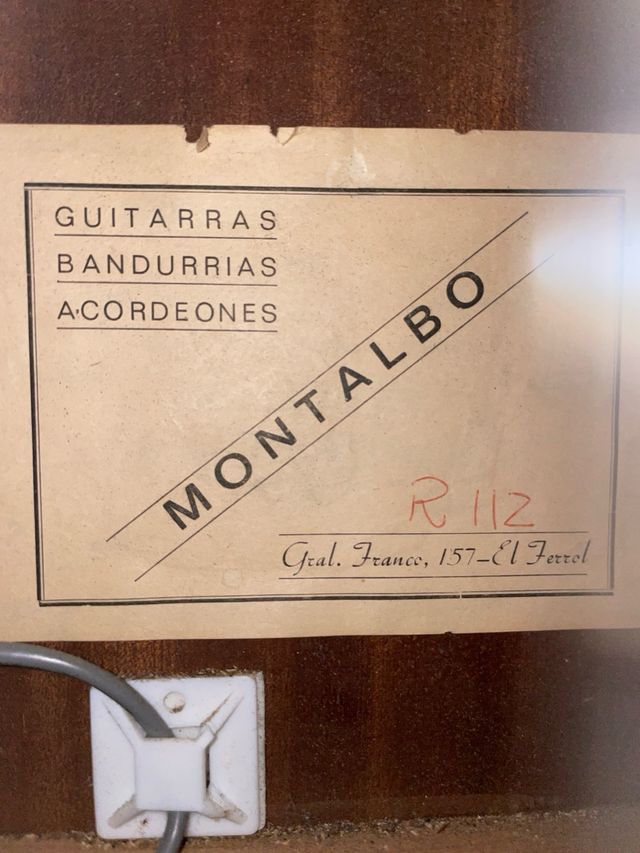 GUITARRAS
BANDURRIAS
ACORDEONES
MONTALBO
R 112
Gral. Franco, 157-El Ferrol